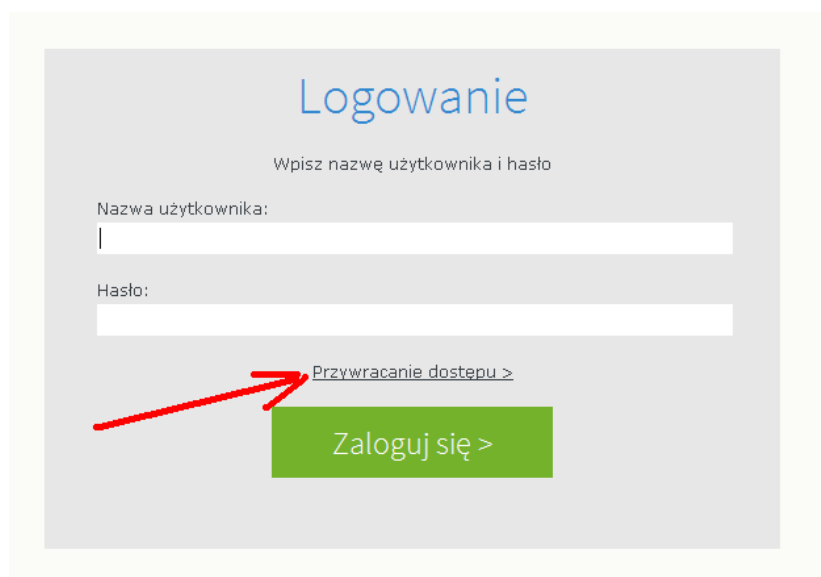 Logowanie
Wpisz nazwę użytkownika i hasło
Nazwa użytkownika:
Hasło:
Przywracanie dostępu >
Zaloguj się >